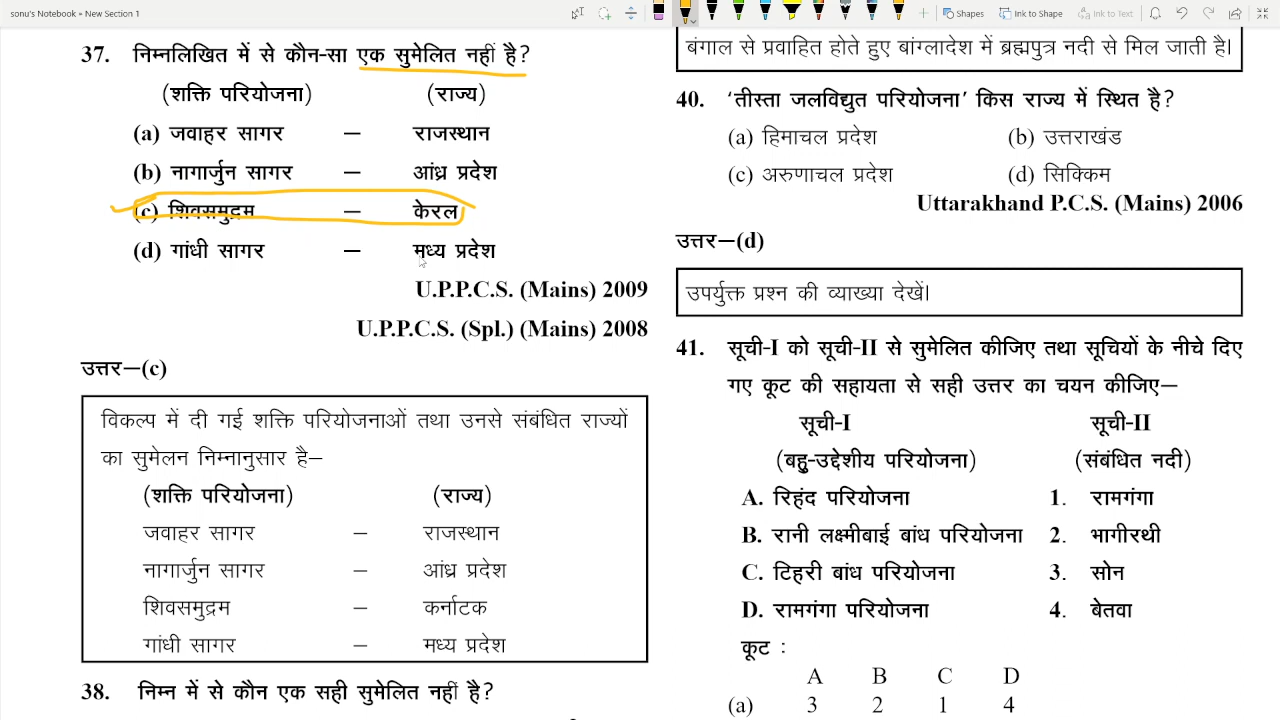 sonu's Notebook » New Section 1
Shapes
Ink to Shape
Ink to Text
37. निम्नलिखित में से कौन-सा एक सुमेलित नहीं है?
(शक्ति परियोजना) (राज्य)
(a) जवाहर सागर – राजस्थान
(b) नागार्जुन सागर – आंध्र प्रदेश
(c) शिवसमुद्रम – केरल
(d) गांधी सागर – मध्य प्रदेश
U.P.P.C.S. (Mains) 2009
U.P.P.C.S. (Spl.) (Mains) 2008
उत्तर–(c)
विकल्प में दी गई शक्ति परियोजनाओं तथा उनसे संबंधित राज्यों
का सुमेलन निम्नानुसार है–
(शक्ति परियोजना) (राज्य)
जवाहर सागर – राजस्थान
नागार्जुन सागर – आंध्र प्रदेश
शिवसमुद्रम – कर्नाटक
गांधी सागर – मध्य प्रदेश
38. निम्न में से कौन एक सही सुमेलित नहीं है?
बंगाल से प्रवाहित होते हुए बांग्लादेश में ब्रह्मपुत्र नदी से मिल जाती है।
40. ‘तीस्ता जलविद्युत परियोजना’ किस राज्य में स्थित है?
(a) हिमाचल प्रदेश (b) उत्तराखंड
(c) अरुणाचल प्रदेश (d) सिक्किम
Uttarakhand P.C.S. (Mains) 2006
उत्तर–(d)
उपर्युक्त प्रश्न की व्याख्या देखें।
41. सूची-I को सूची-II से सुमेलित कीजिए तथा सूचियों के नीचे दिए
गए कूट की सहायता से सही उत्तर का चयन कीजिए–
सूची-I सूची-II
(बहु-उद्देशीय परियोजना) (संबंधित नदी)
A. रिहंद परियोजना 1. रामगंगा
B. रानी लक्ष्मीबाई बांध परियोजना 2. भागीरथी
C. टिहरी बांध परियोजना 3. सोन
D. रामगंगा परियोजना 4. बेतवा
कूट :
A B C D
(a) 3 2 1 4